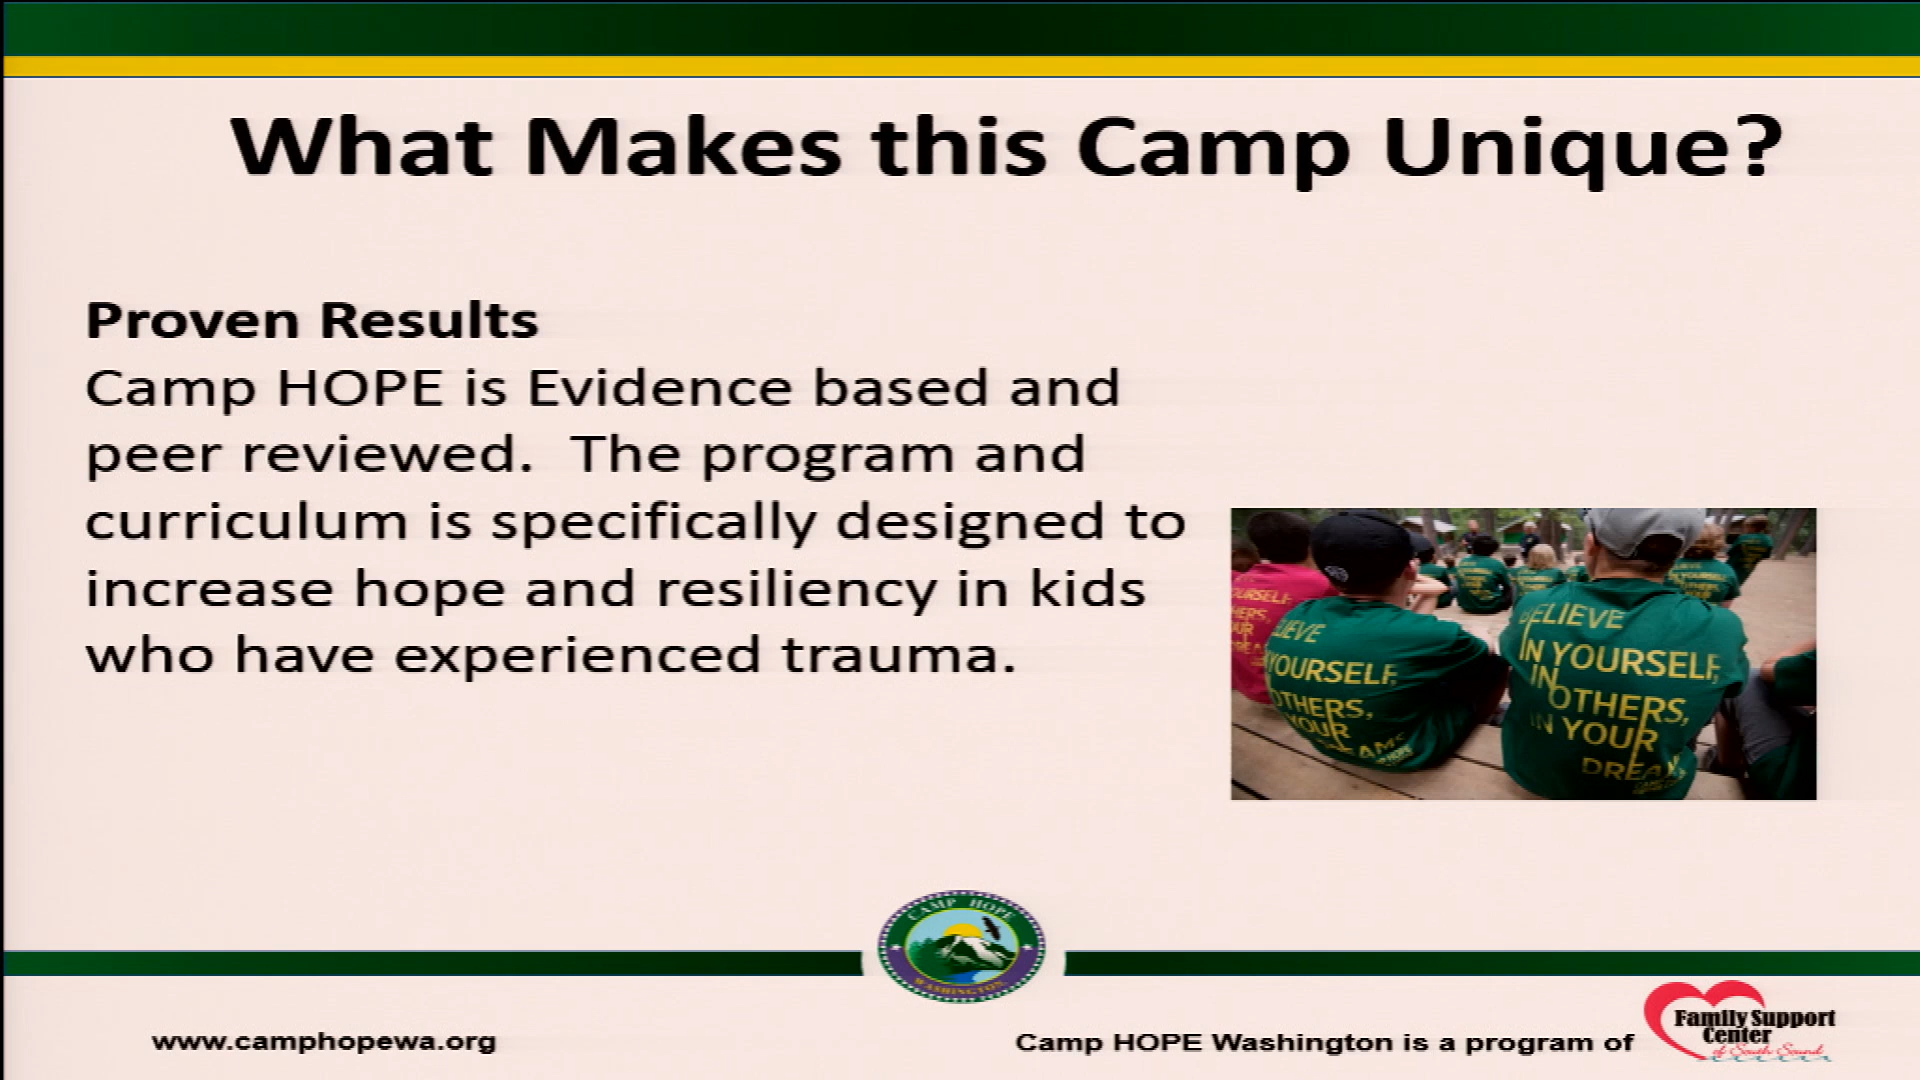 What Makes this Camp Unique?
Proven Results
Camp HOPE is Evidence based and
peer reviewed. The program and
curriculum is specifically designed to
increase hope and resiliency in kids
who have experienced trauma.
YOURSELF,
OTHERS,
YOUR
BELIEVE
IN YOURSELF,
IN OTHERS,
IN YOUR
CAMP HOPE
WASHINGTON
www.camphopewa.org
Camp HOPE Washington is a program of
Family Support
Center
of South Sound